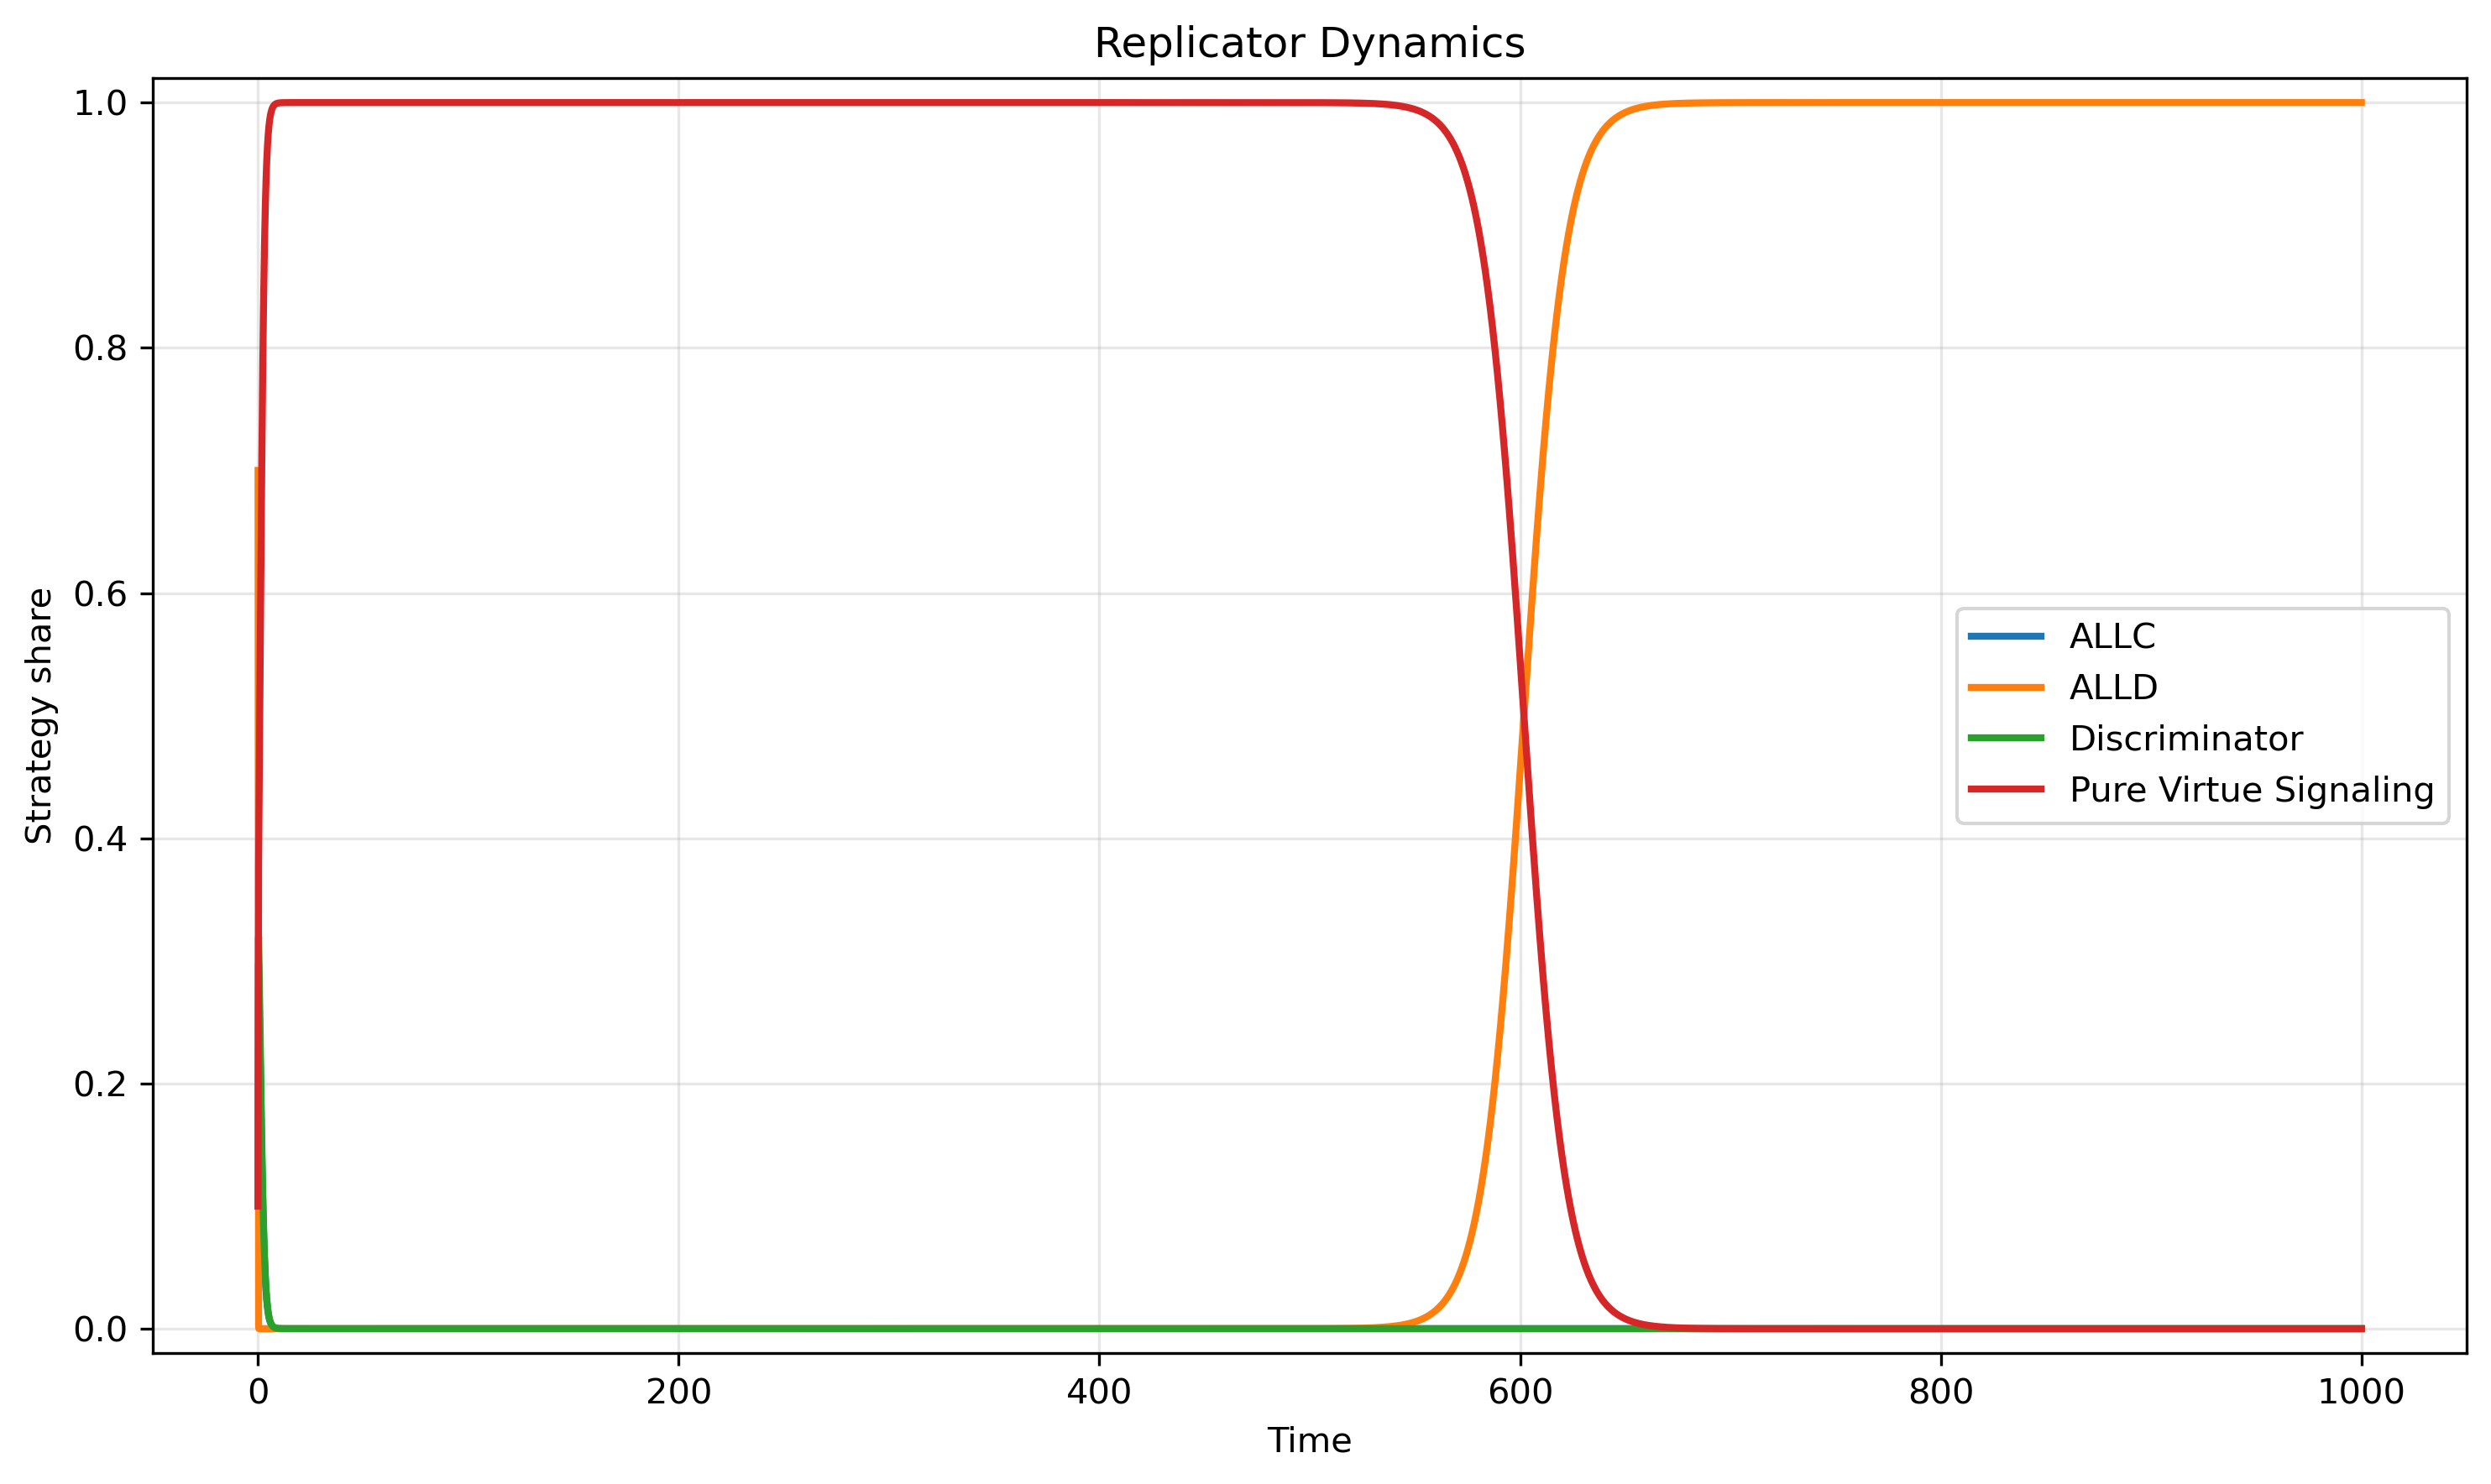 Replicator Dynamics
Strategy share
1.0
0.8
0.6
0.4
0.2
0.0
ALLC
ALLD
Discriminator
Pure Virtue Signaling
0
200
400
600
800
1000
Time